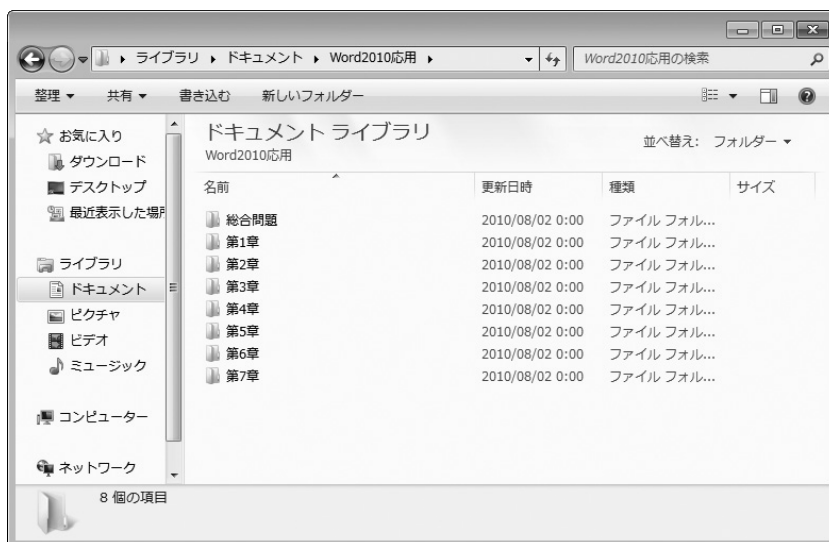 ライブラリ ▸ ドキュメント ▸ Word2010応用 ▸
Word2010応用の検索
整理 ▼ 共有 ▼ 書き込む 新しいフォルダー
お気に入り
ダウンロード
デスクトップ
最近表示した場所
ライブラリ
ドキュメント
ピクチャ
ビデオ
ミュージック
コンピューター
ネットワーク
ドキュメント ライブラリ
Word2010応用
並べ替え: フォルダー ▼
名前 更新日時 種類 サイズ
総合問題 2010/08/02 0:00 ファイル フォル...
第1章 2010/08/02 0:00 ファイル フォル...
第2章 2010/08/02 0:00 ファイル フォル...
第3章 2010/08/02 0:00 ファイル フォル...
第4章 2010/08/02 0:00 ファイル フォル...
第5章 2010/08/02 0:00 ファイル フォル...
第6章 2010/08/02 0:00 ファイル フォル...
第7章 2010/08/02 0:00 ファイル フォル...
8 個の項目